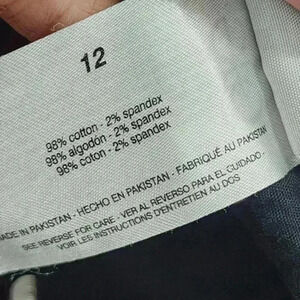 12
98% cotton - 2% spandex
98% algodón - 2% spandex
98% coton - 2% spandex
MADE IN PAKISTAN - HECHO EN PAKISTAN - FABRIQUÉ AU PAKISTAN
SEE REVERSE FOR CARE - VER AL REVERSO PARA EL CUIDADO -
VOIR LES INSTRUCTIONS D'ENTRETIEN AU DOS